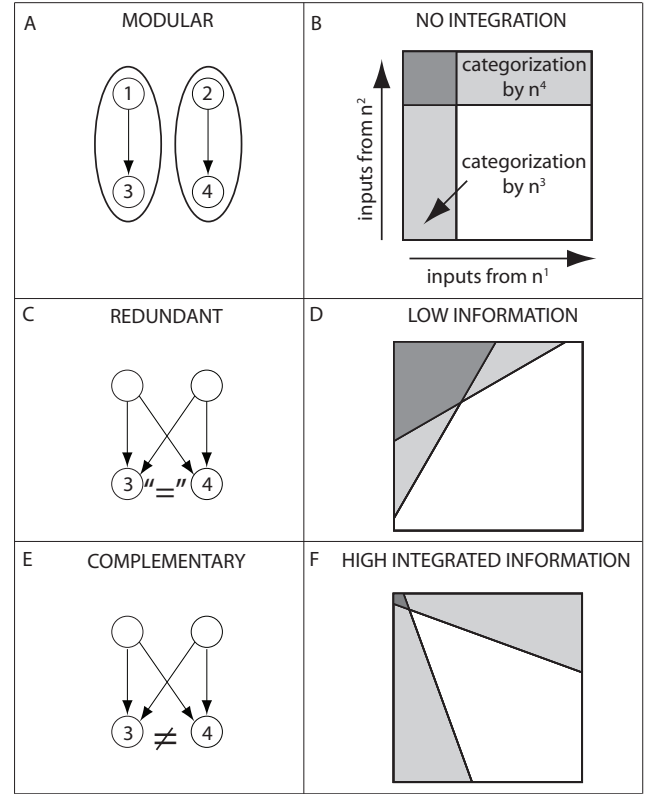 A
MODULAR
1
2
3
4
B
NO INTEGRATION
inputs from n²
categorization
by n⁴
categorization
by n³
inputs from n¹
C
REDUNDANT
3 “=” 4
D
LOW INFORMATION
E
COMPLEMENTARY
3 ≠ 4
F
HIGH INTEGRATED INFORMATION